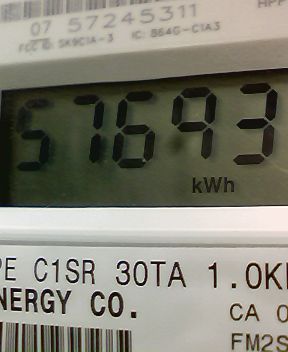 07 57245311
FCC ID: SK9C1A-3 IC: 864G-C1A3
57693
kWh
PE C1SR 30TA 1.0K
NERGY CO.
CA 0
FM2S